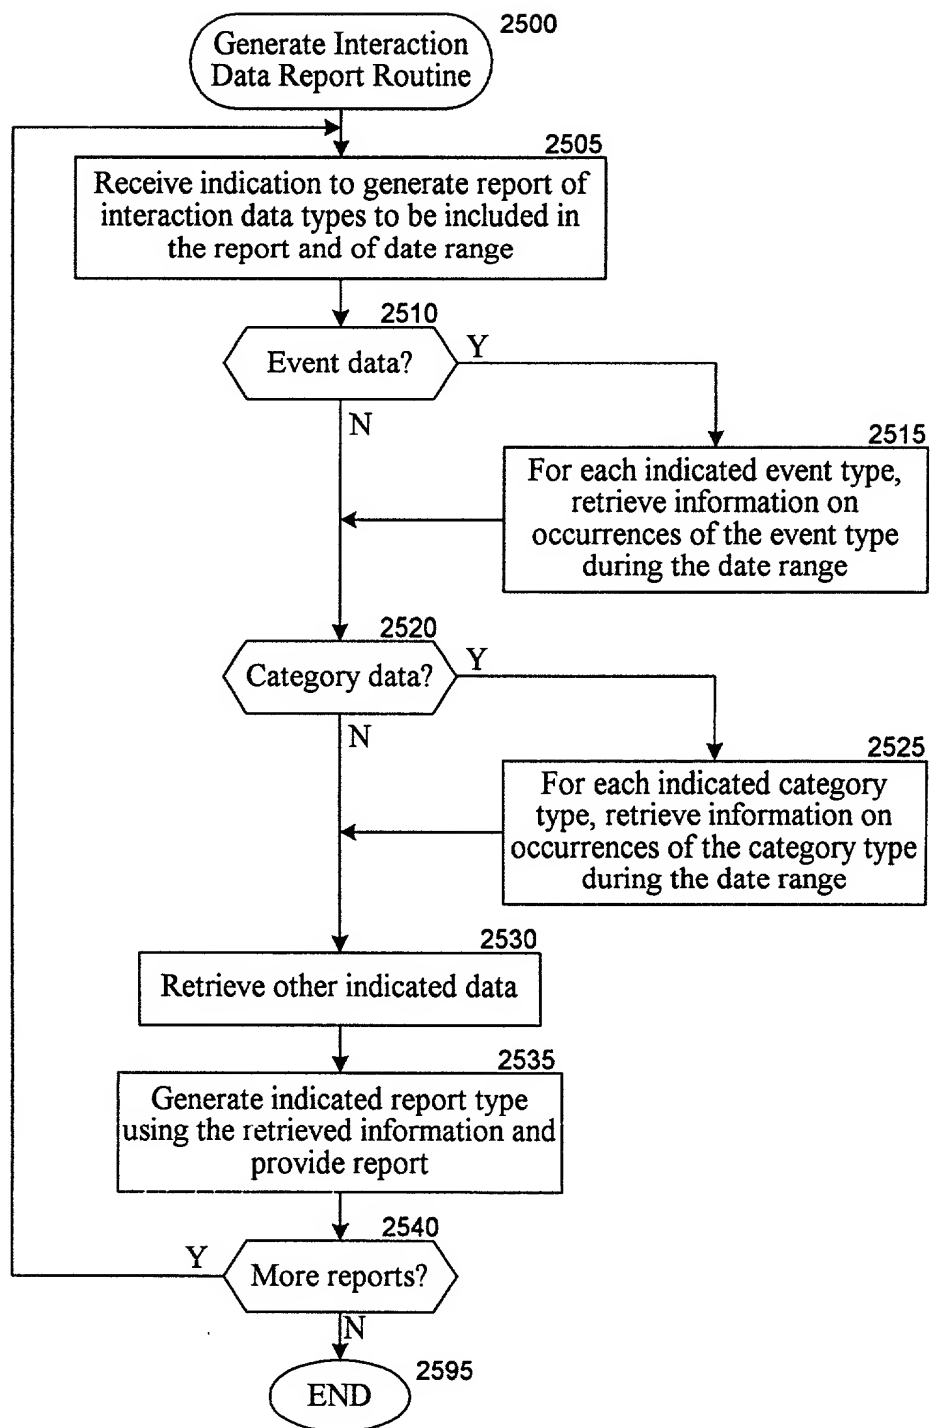 2500
Generate Interaction
Data Report Routine
2505
Receive indication to generate report of
interaction data types to be included in
the report and of date range
2510
Event data?
Y
N
2515
For each indicated event type,
retrieve information on
occurrences of the event type
during the date range
2520
Category data?
Y
N
2525
For each indicated category
type, retrieve information on
occurrences of the category type
during the date range
2530
Retrieve other indicated data
2535
Generate indicated report type
using the retrieved information and
provide report
2540
Y
More reports?
N
2595
END